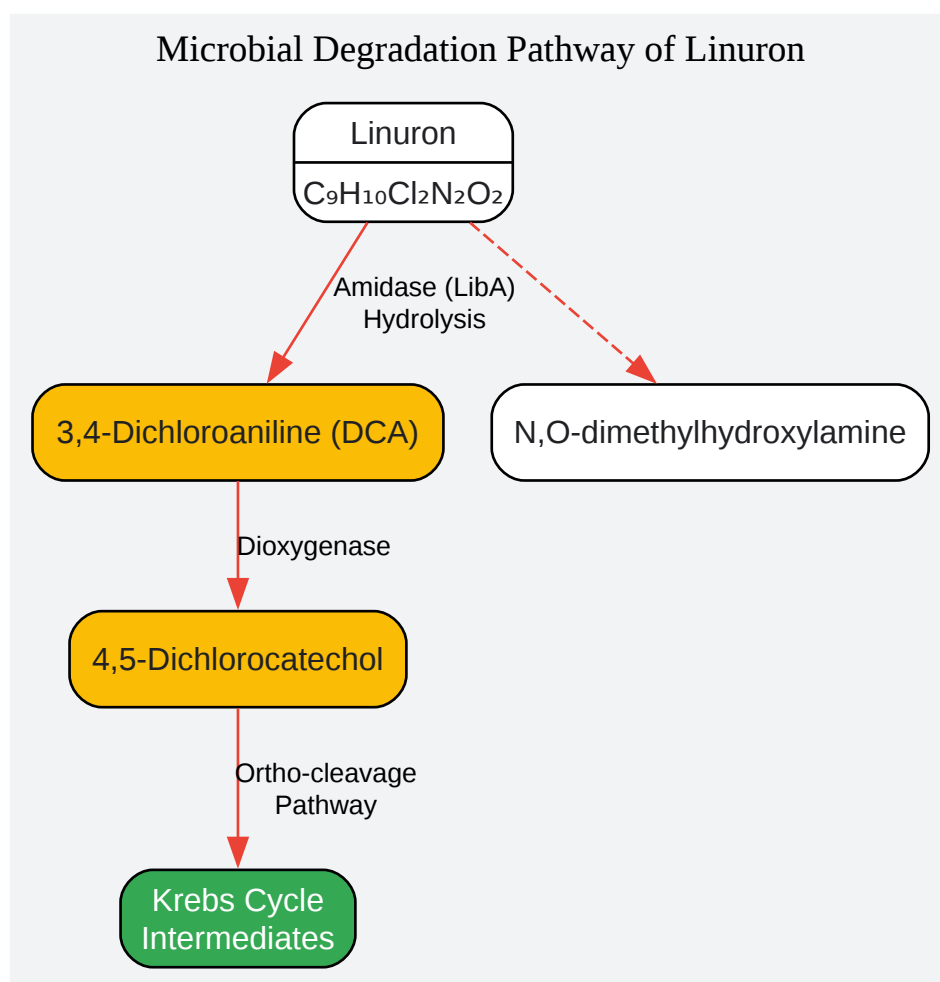 Microbial Degradation Pathway of Linuron
Linuron
C₉H₁₀Cl₂N₂O₂
Amidase (LibA)
Hydrolysis
3,4-Dichloroaniline (DCA)
N,O-dimethylhydroxylamine
Dioxygenase
4,5-Dichlorocatechol
Ortho-cleavage
Pathway
Krebs Cycle
Intermediates